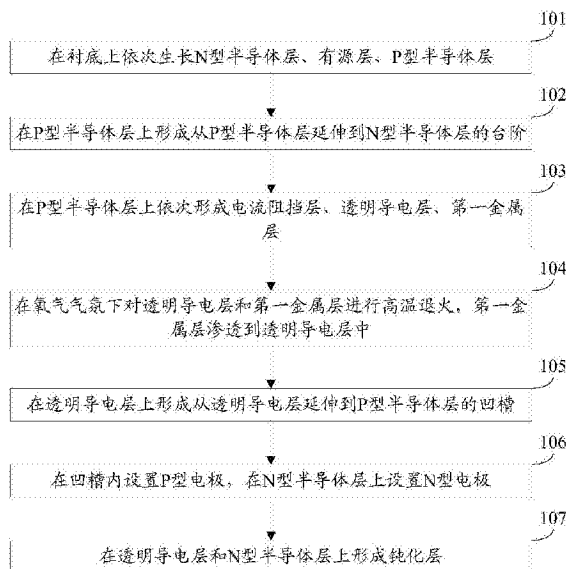 101
在衬底上依次生长N型半导体层、有源层、P型半导体层
102
在P型半导体层上形成从P型半导体层延伸到N型半导体层的台阶
103
在P型半导体层上依次形成电流阻挡层、透明导电层、第一金属
层
104
在氧气气氛下对透明导电层和第一金属层进行高温退火，第一金
属层渗透到透明导电层中
105
在透明导电层上形成从透明导电层延伸到P型半导体层的凹槽
106
在凹槽内设置P型电极，在N型半导体层上设置N型电极
107
在透明导电层和N型半导体层上形成钝化层